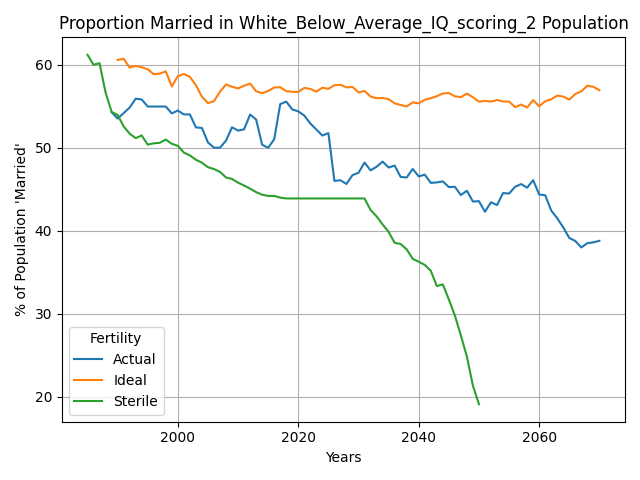 Proportion Married in White_Below_Average_IQ_scoring_2 Population
% of Population 'Married'
60
50
40
30
20
Fertility
Actual
Ideal
Sterile
2000
2020
2040
2060
Years